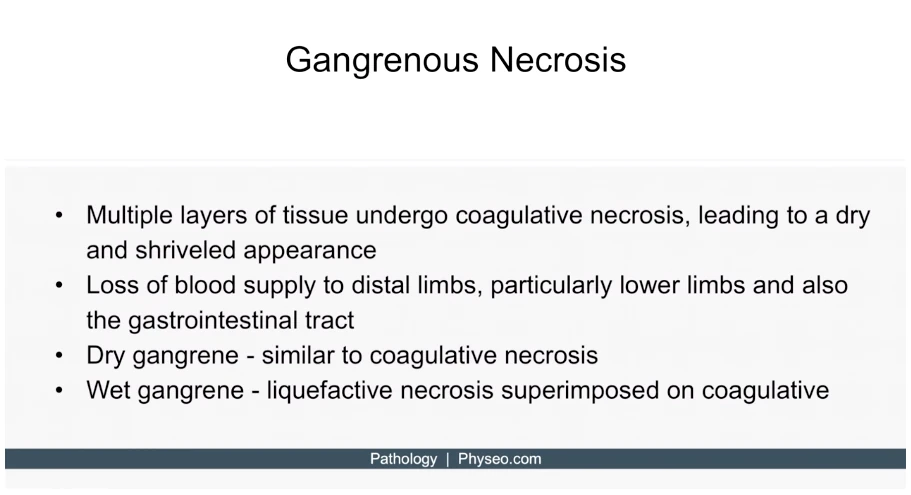 Gangrenous Necrosis
• Multiple layers of tissue undergo coagulative necrosis, leading to a dry
and shriveled appearance
• Loss of blood supply to distal limbs, particularly lower limbs and also
the gastrointestinal tract
• Dry gangrene - similar to coagulative necrosis
• Wet gangrene - liquefactive necrosis superimposed on coagulative
Pathology | Physeo.com